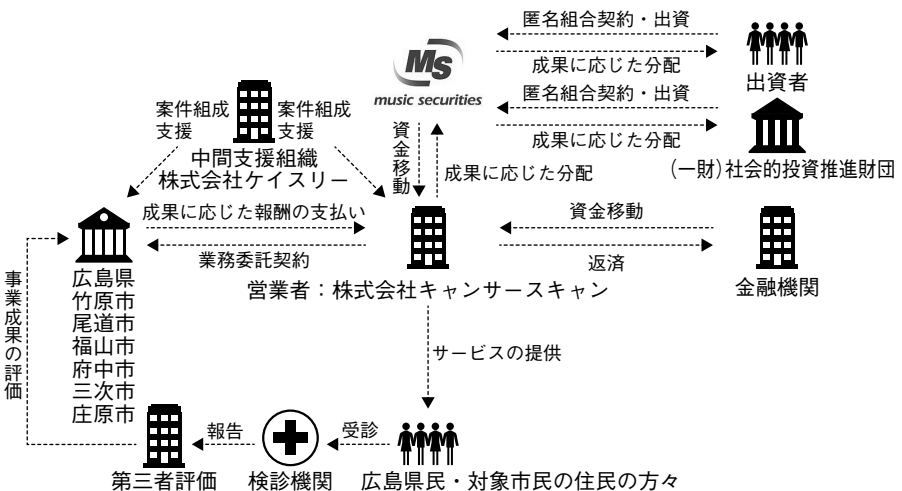 匿名組合契約・出資
成果に応じた分配
出資者
匿名組合契約・出資
成果に応じた分配
(一財)社会的投資推進財団
MS
music securities
案件組成
支援
案件組成
支援
中間支援組織
株式会社ケイスリー
資金移動
成果に応じた分配
成果に応じた報酬の支払い
業務委託契約
資金移動
返済
金融機関
営業者：株式会社キャンサースキャン
広島県
竹原市
尾道市
福山市
府中市
三次市
庄原市
事業成果の評価
サービスの提供
報告
受診
第三者評価
検診機関
広島県民・対象市民の住民の方々